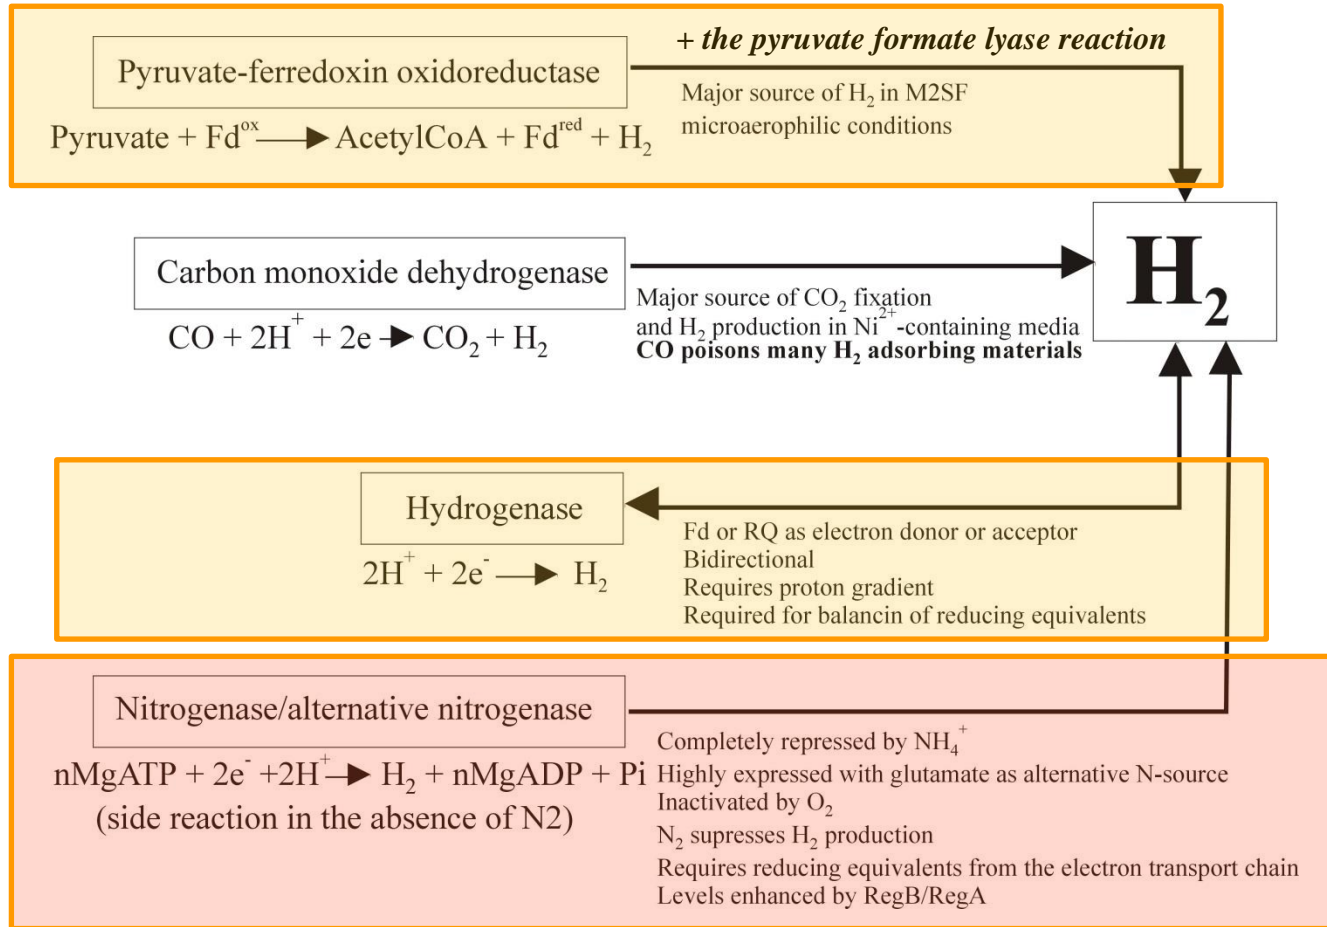 + the pyruvate formate lyase reaction
Pyruvate-ferredoxin oxidoreductase
Pyruvate + Fd^ox → AcetylCoA + Fd^red + H₂
Major source of H₂ in M2SF
microaerophilic conditions
H₂
Carbon monoxide dehydrogenase
CO + 2H⁺ + 2e → CO₂ + H₂
Major source of CO₂ fixation
and H₂ production in Ni²⁺-containing media
CO poisons many H₂ adsorbing materials
Hydrogenase
2H⁺ + 2e⁻ → H₂
Fd or RQ as electron donor or acceptor
Bidirectional
Requires proton gradient
Required for balancin of reducing equivalents
Nitrogenase/alternative nitrogenase
nMgATP + 2e⁻ +2H⁺ → H₂ + nMgADP + Pi
(side reaction in the absence of N2)
Completely repressed by NH₄⁺
Highly expressed with glutamate as alternative N-source
Inactivated by O₂
N₂ supresses H₂ production
Requires reducing equivalents from the electron transport chain
Levels enhanced by RegB/RegA